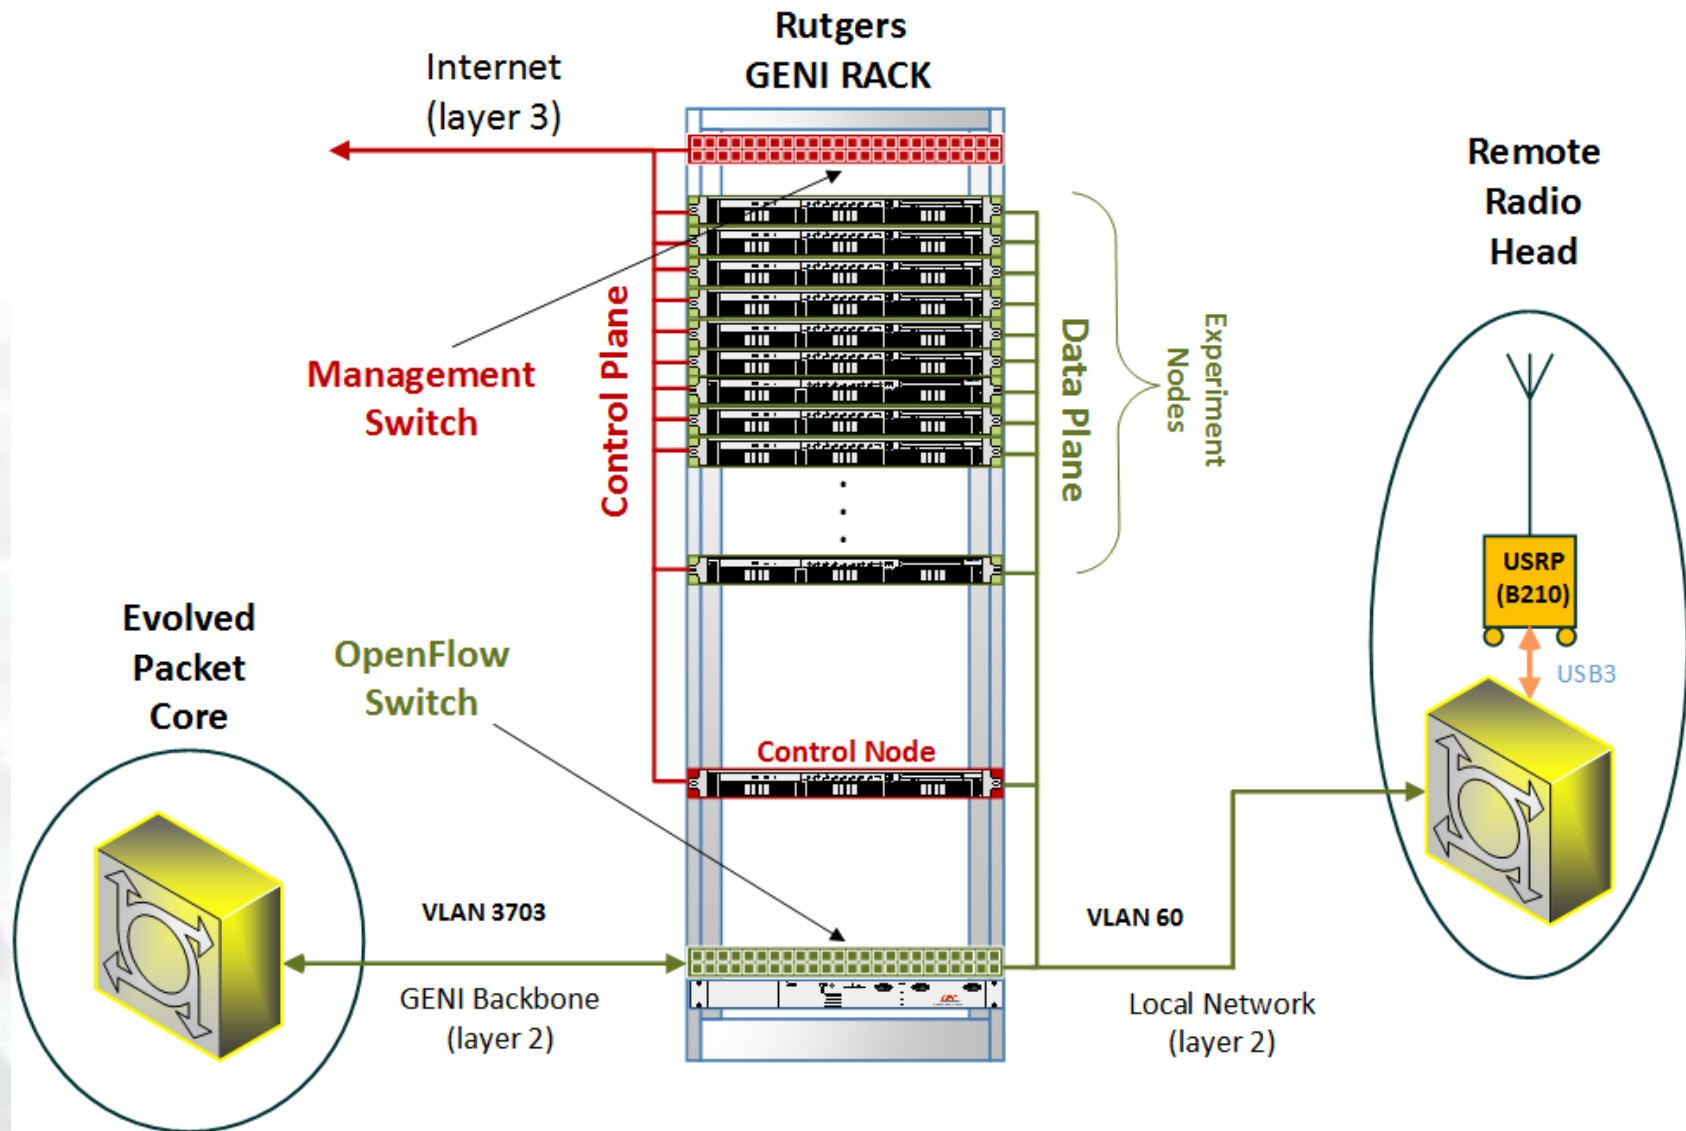 Rutgers
GENI RACK
Internet
(layer 3)
Remote
Radio
Head
Management
Switch
Control Plane
Data Plane
Experiment
Nodes
USRP
(B210)
USB3
Evolved
Packet
Core
OpenFlow
Switch
Control Node
VLAN 3703
GENI Backbone
(layer 2)
VLAN 60
Local Network
(layer 2)